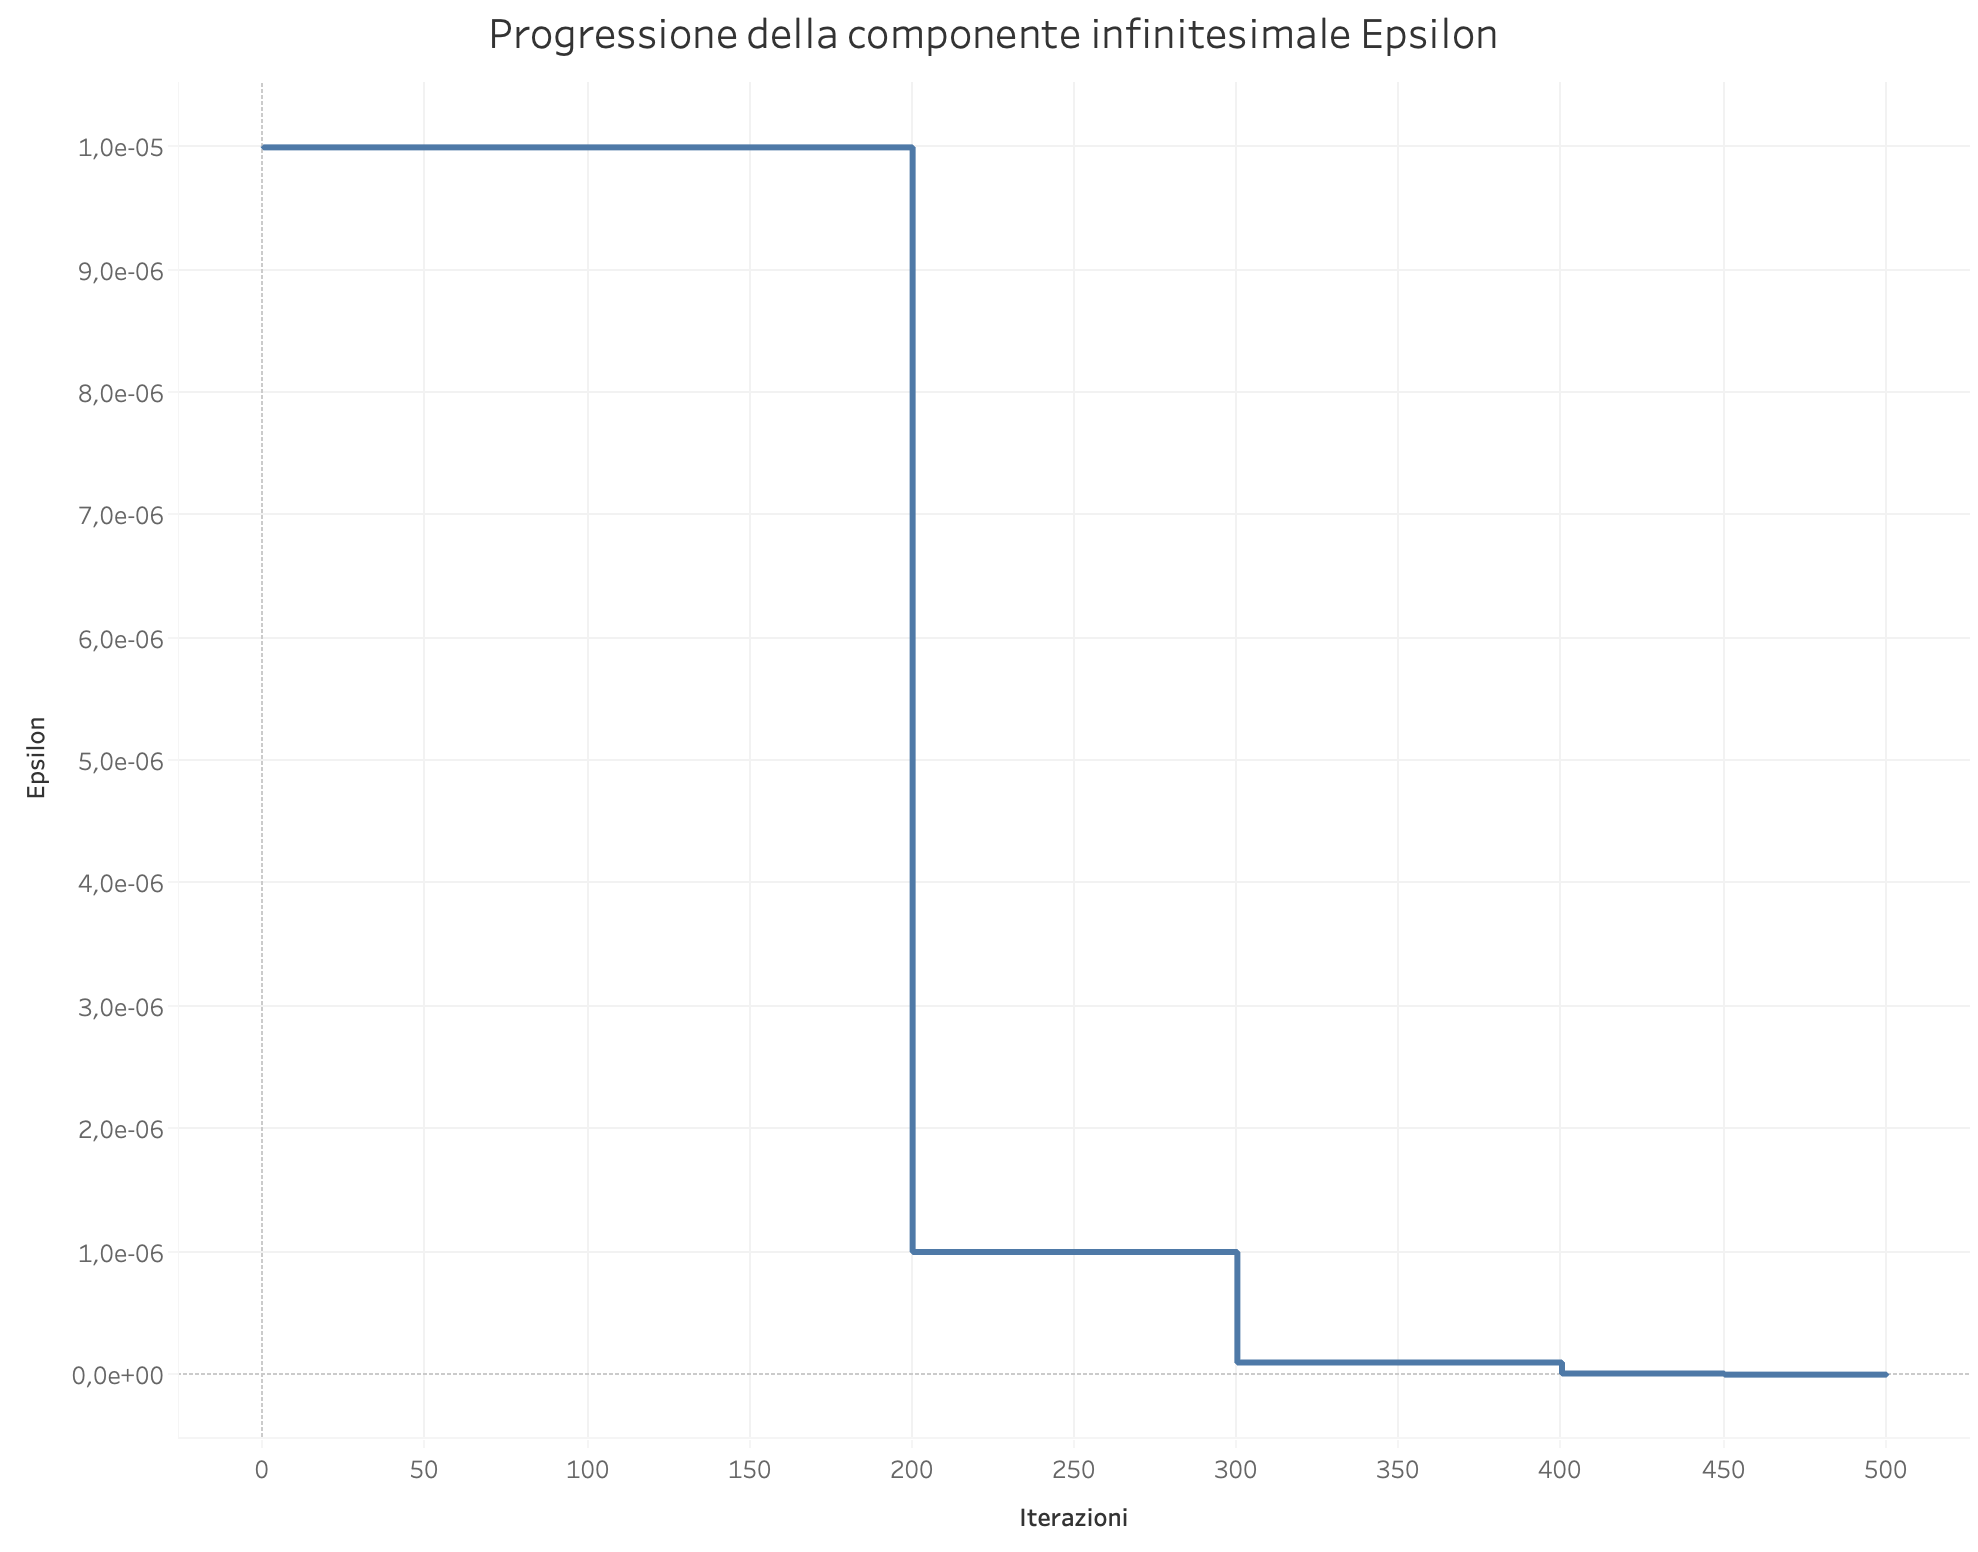 Progressione della componente infinitesimale Epsilon
1,0e-05
9,0e-06
8,0e-06
7,0e-06
6,0e-06
5,0e-06
4,0e-06
3,0e-06
2,0e-06
1,0e-06
0,0e+00
Epsilon
0 50 100 150 200 250 300 350 400 450 500
Iterazioni